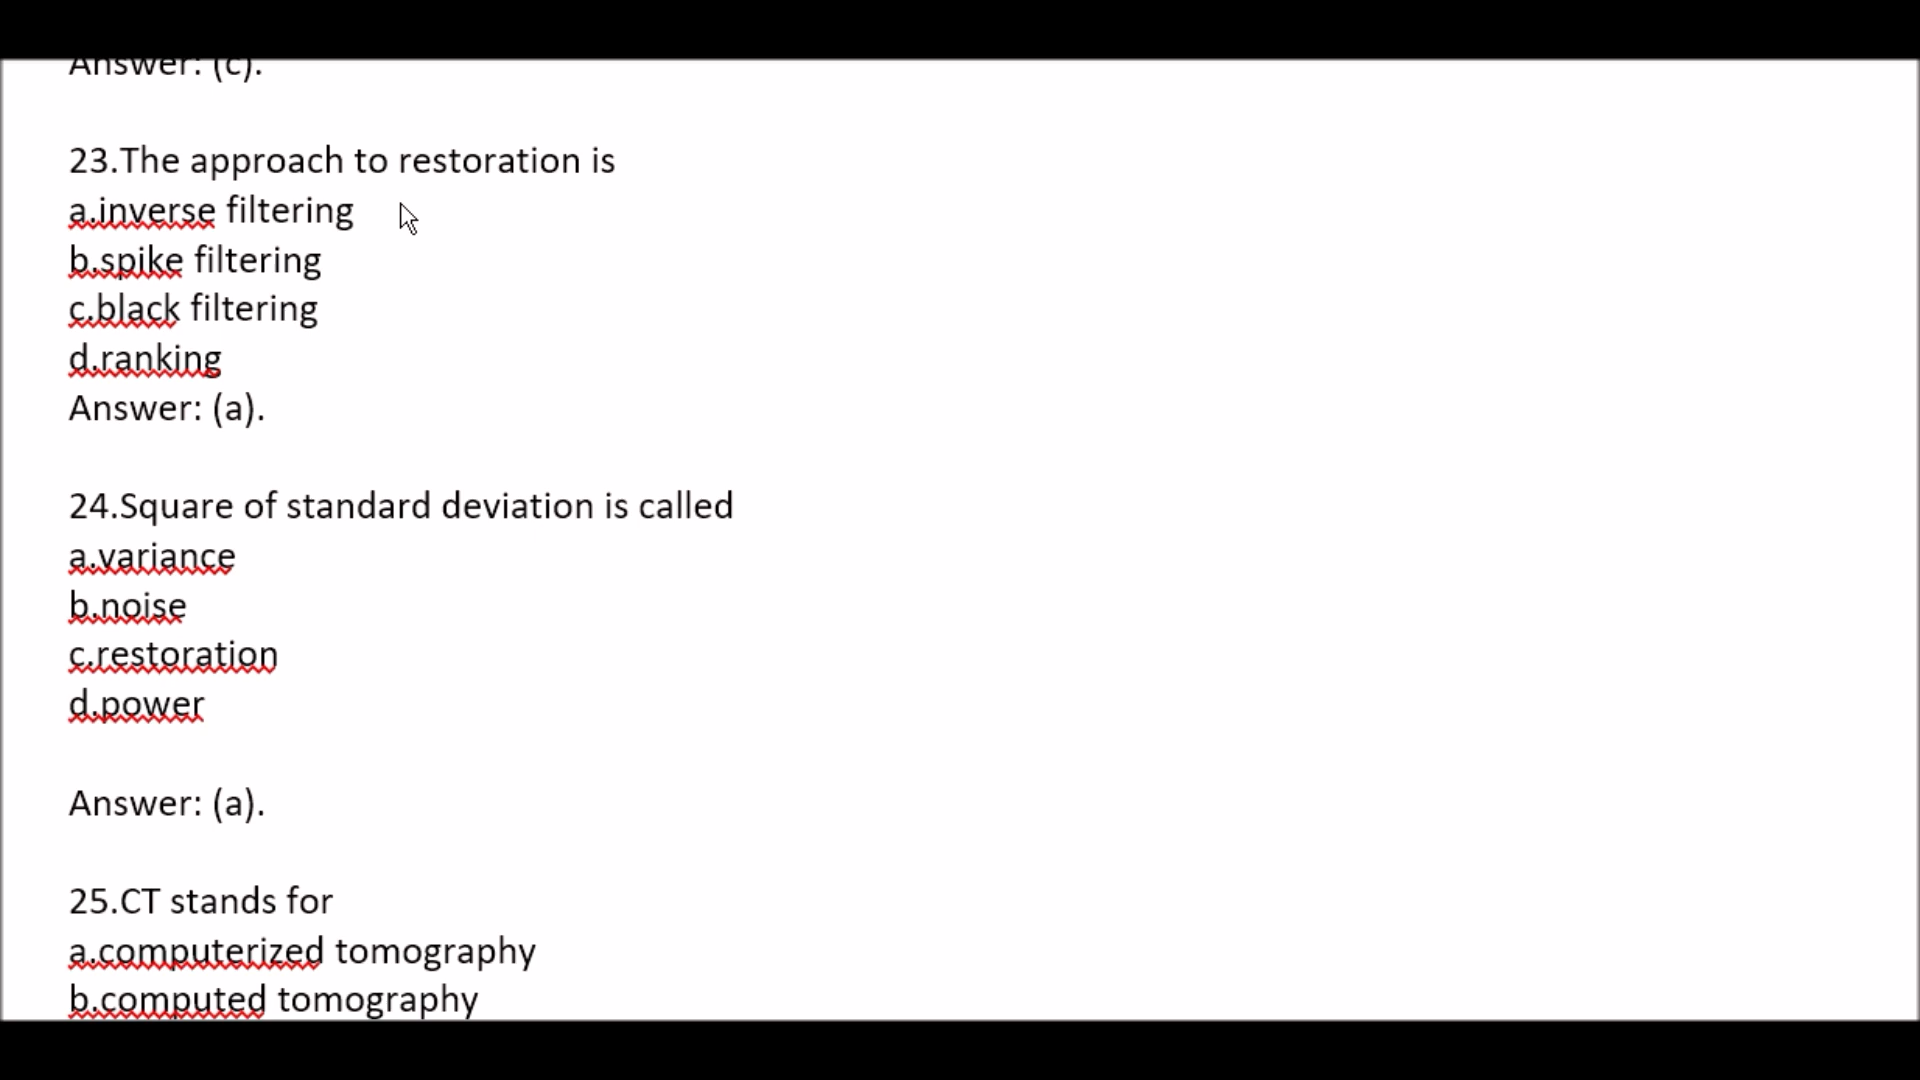 Answer: (c).
23.The approach to restoration is
a.inverse filtering
b.spike filtering
c.black filtering
d.ranking
Answer: (a).
24.Square of standard deviation is called
a.variance
b.noise
c.restoration
d.power
Answer: (a).
25.CT stands for
a.computerized tomography
b.computed tomography